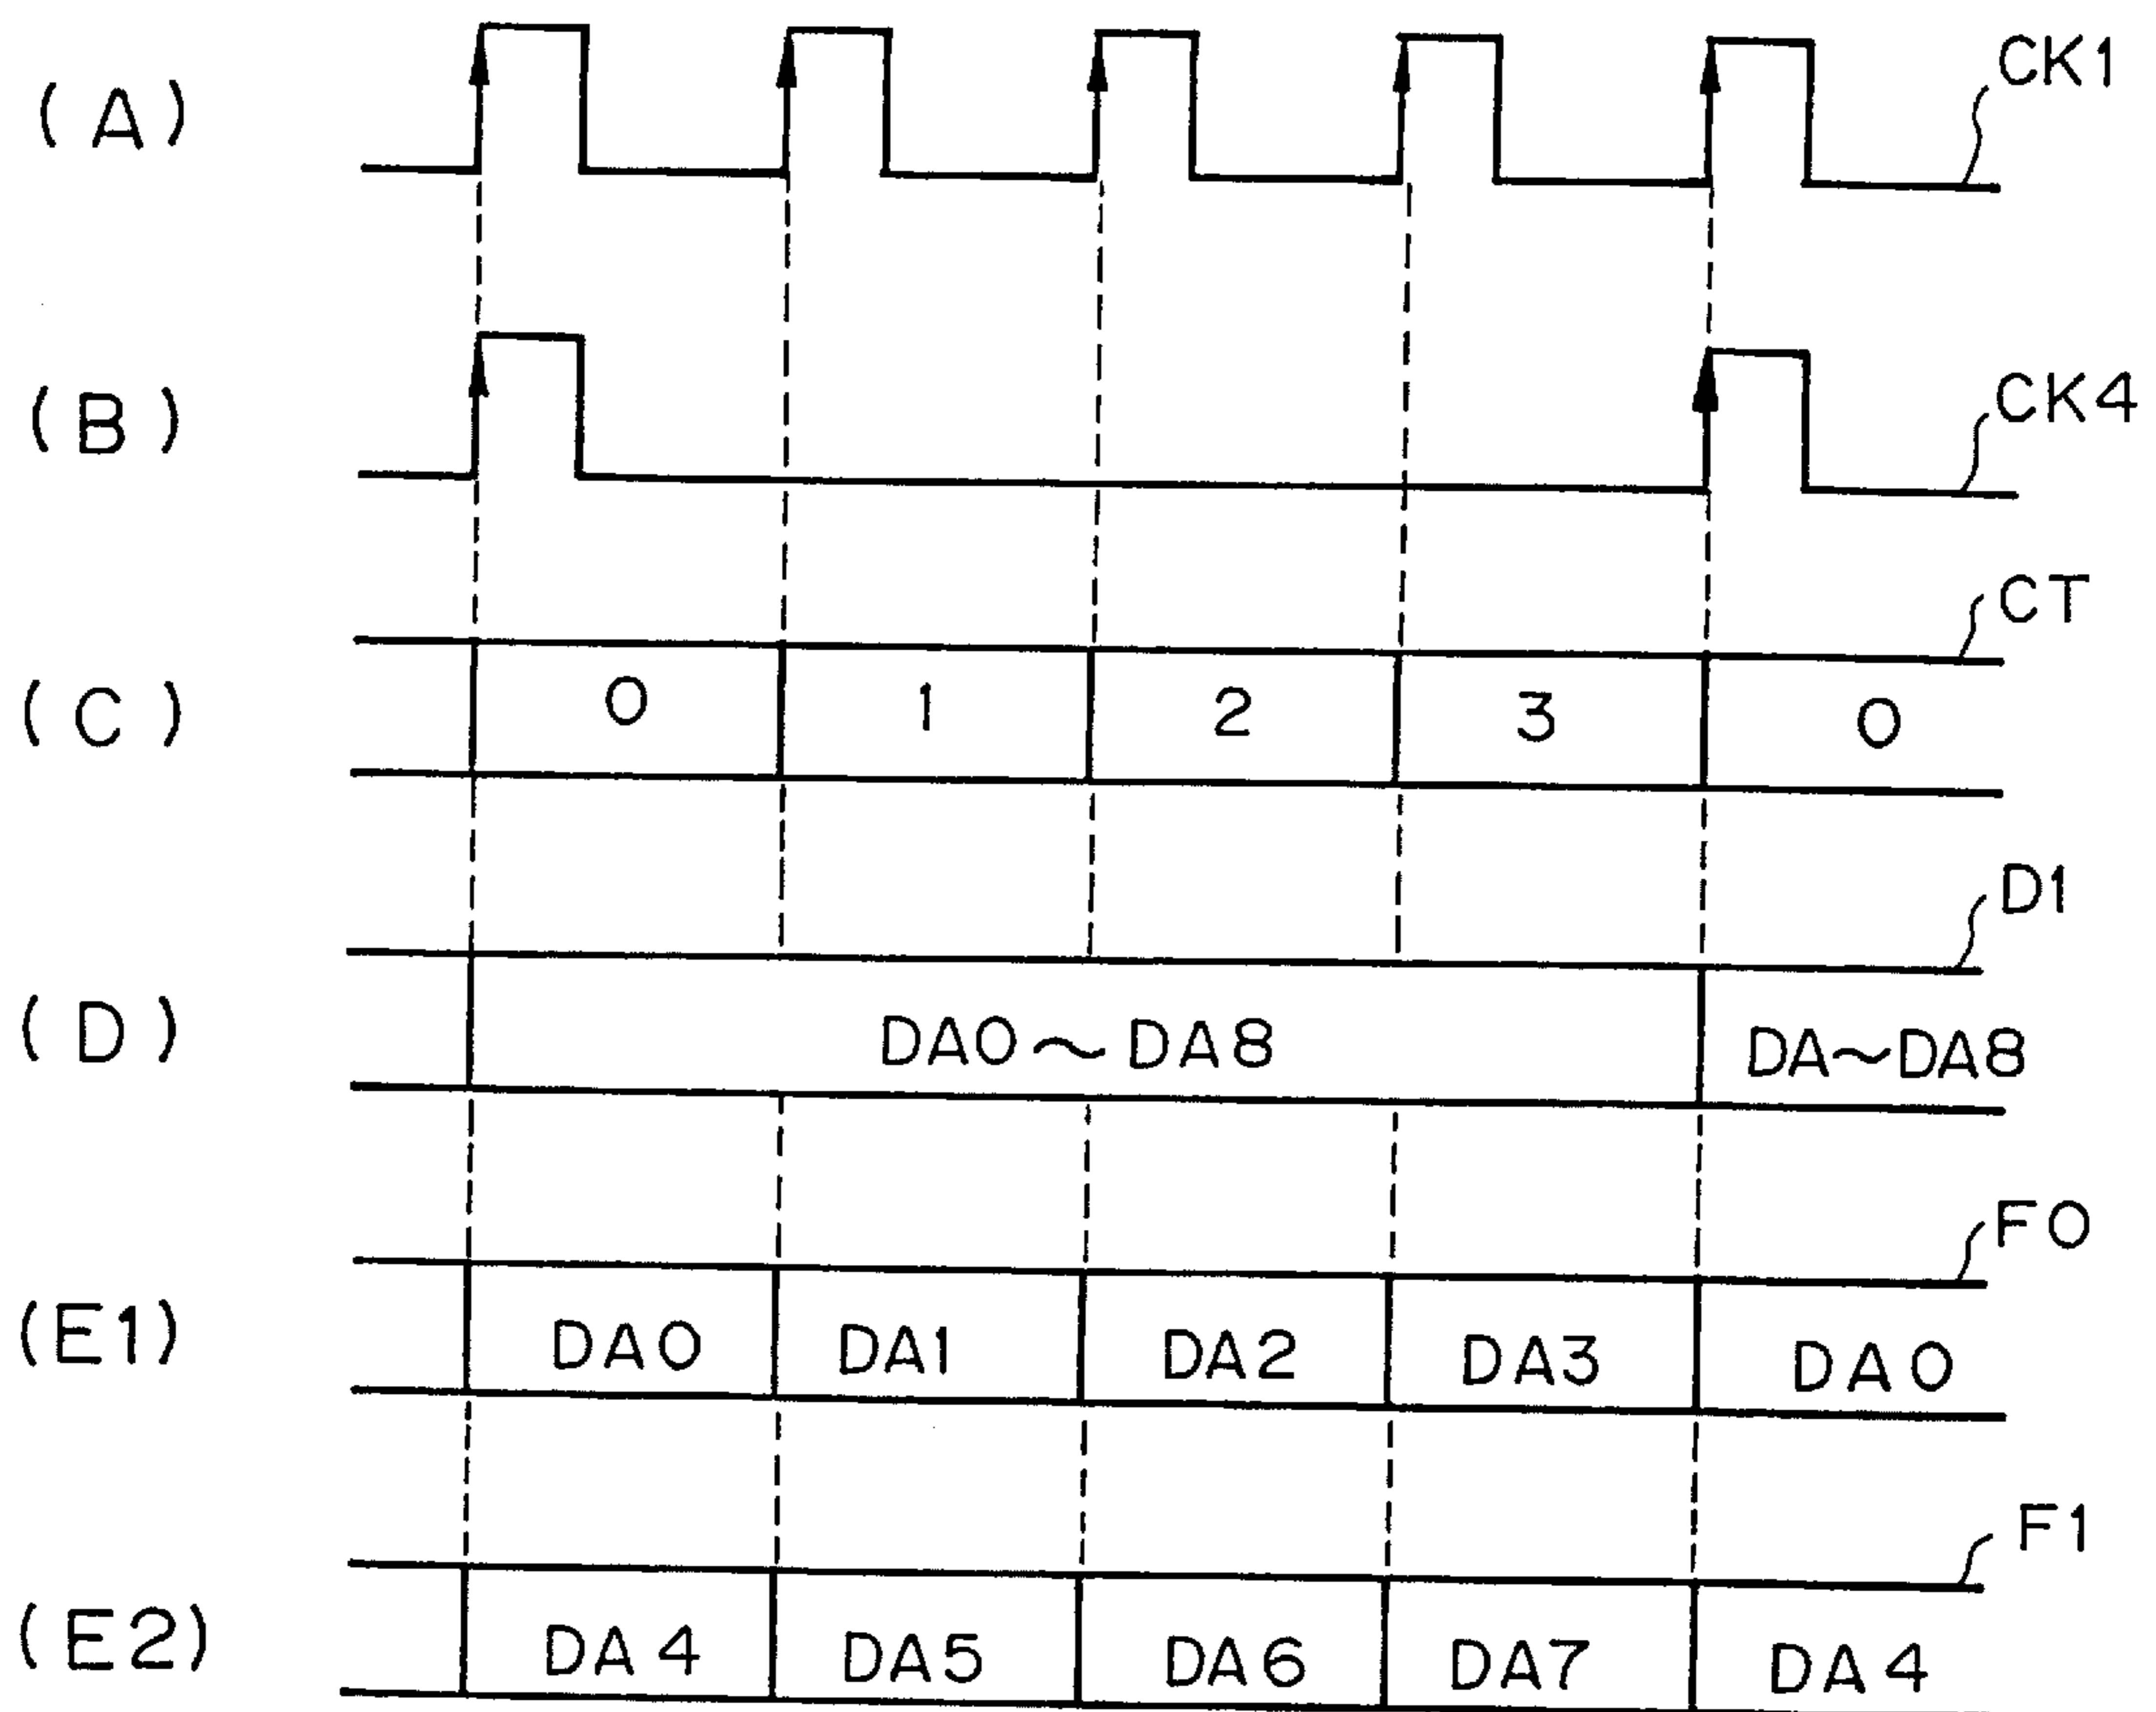 (A) CK1
(B) CK4
(C) CT
0 1 2 3 0
(D) D1
DA0~DA8 DA~DA8
(E1) F0
DA0 DA1 DA2 DA3 DA0
(E2) F1
DA4 DA5 DA6 DA7 DA4